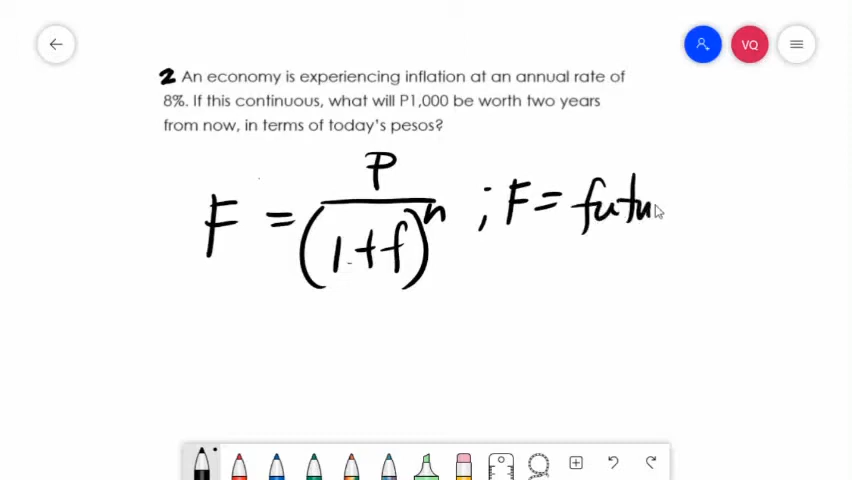 VQ
2 An economy is experiencing inflation at an annual rate of
8%. If this continuous, what will P1,000 be worth two years
from now, in terms of today's pesos?
F = P / (1+f)^n ; F = futu